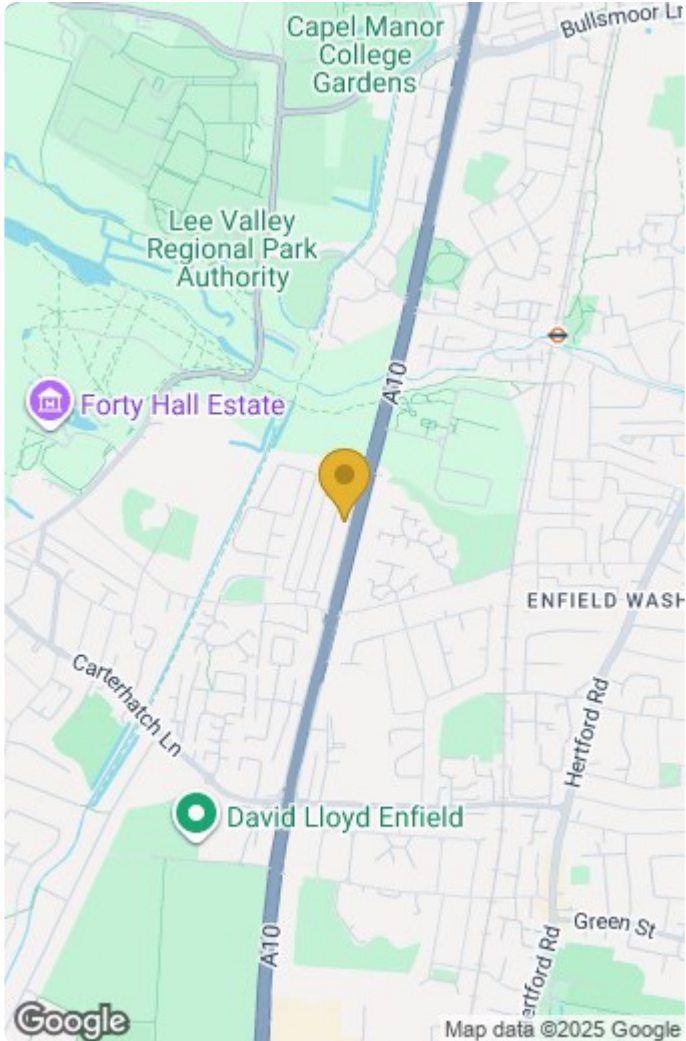 Capel Manor
College
Gardens
Bullsmoor Ln
Lee Valley
Regional Park
Authority
A10
Forty Hall Estate
ENFIELD WASH
Carterhatch Ln
Hertford Rd
David Lloyd Enfield
A10
Green St
ertford Rd
Google
Map data ©2025 Google